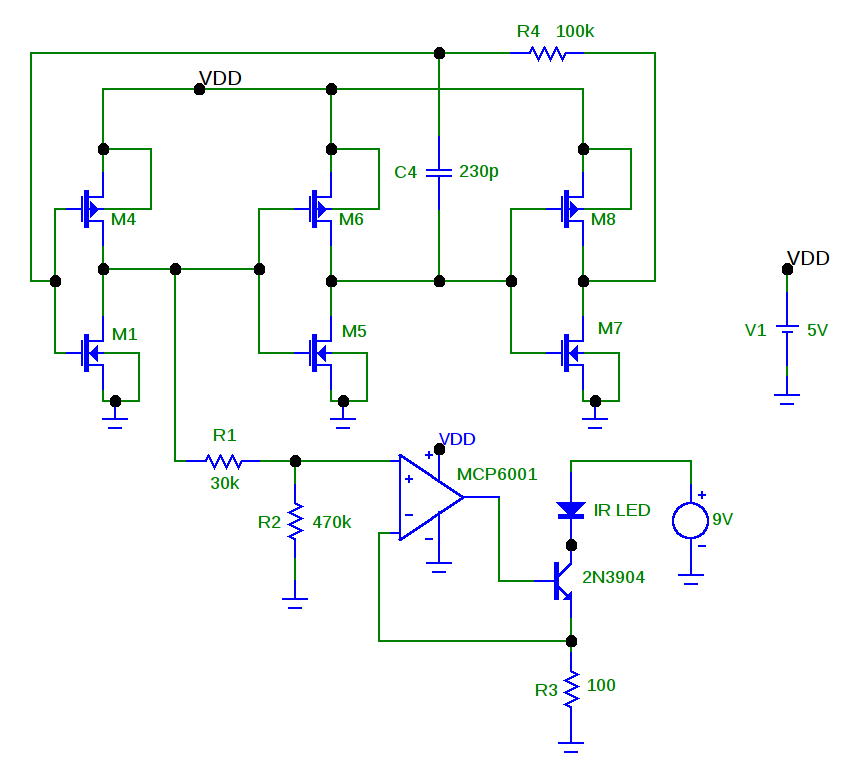 R4 100k
VDD
C4 230p
M4
M6
M8
VDD
M1
M5
M7
V1 5V
R1
30k
VDD
+
MCP6001
+
R2 470k
−
−
IR LED
+
9V
−
2N3904
R3 100